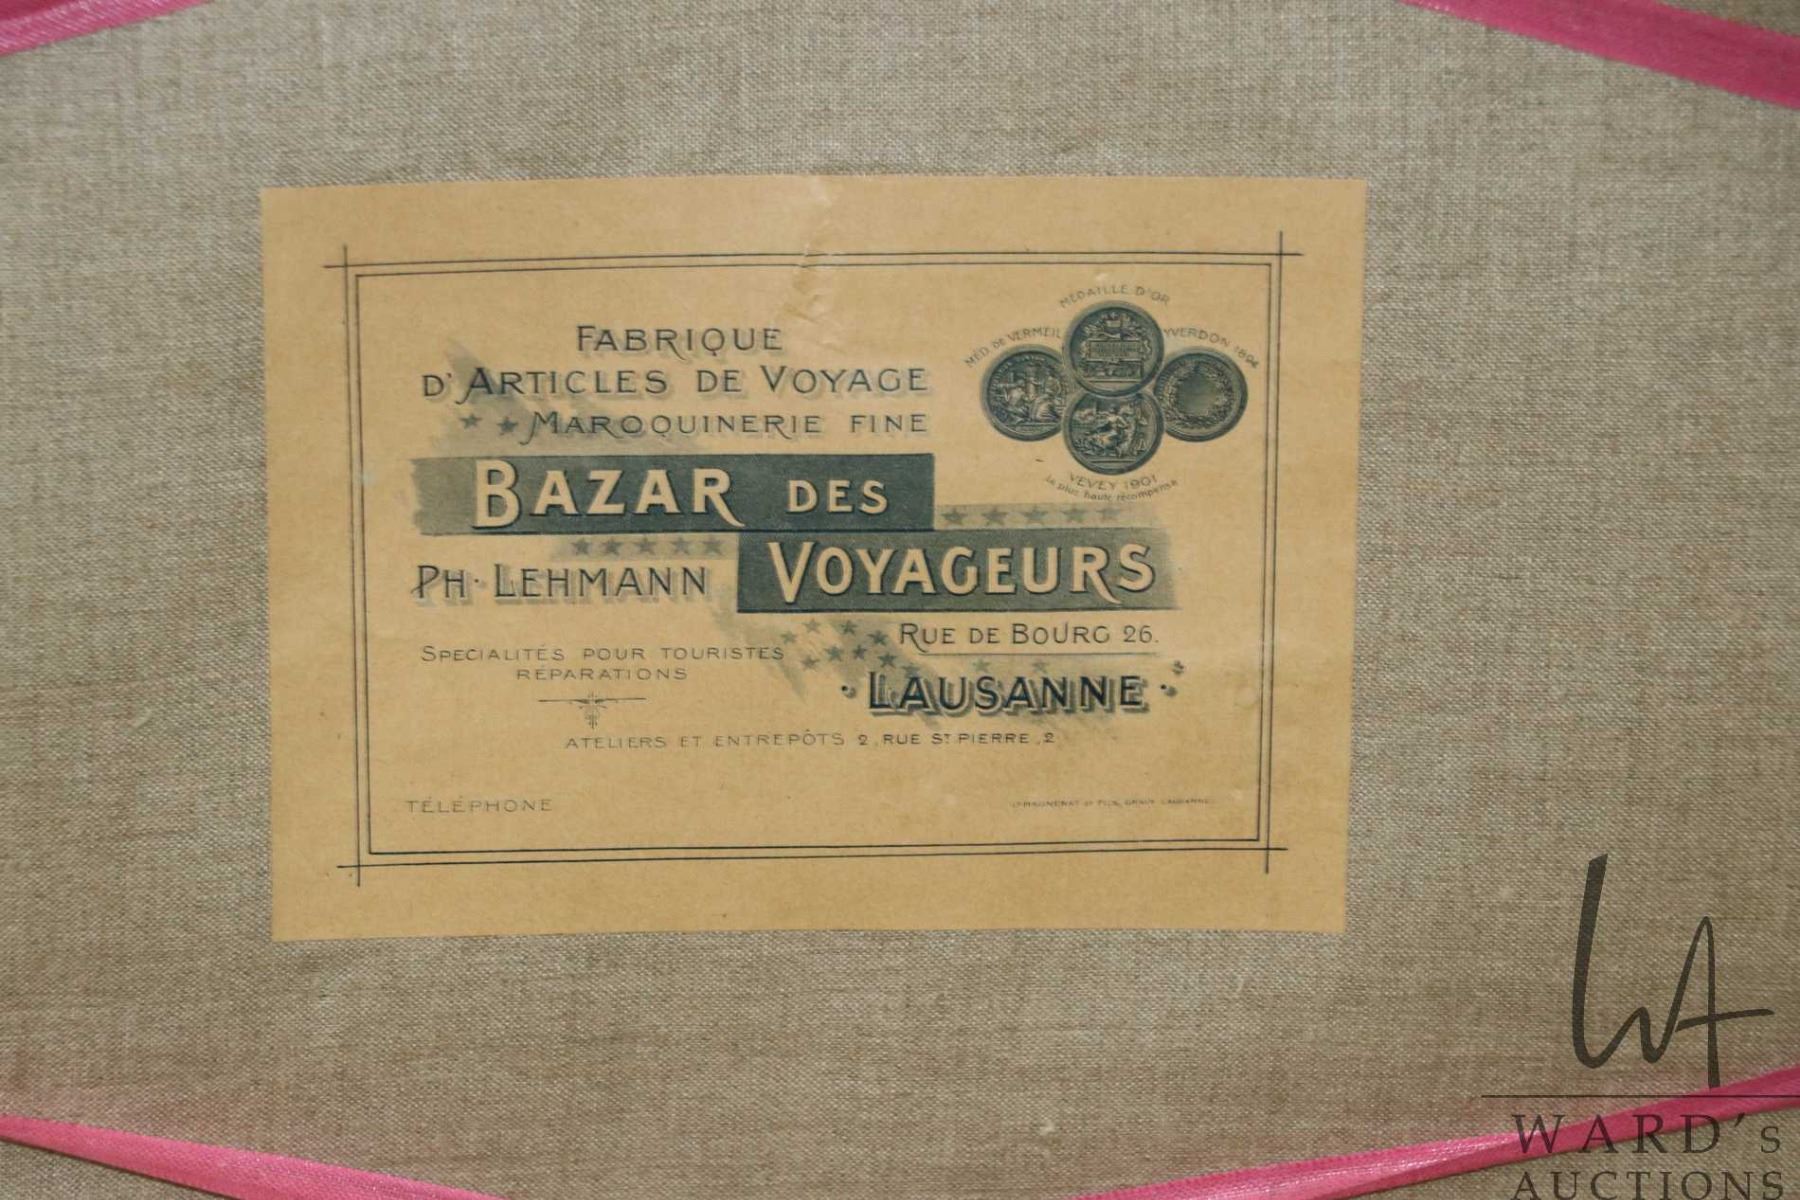 FABRIQUE
D'ARTICLES DE VOYAGE
MAROQUINERIE FINE
BAZAR DES
VOYAGEURS
PH. LEHMANN
RUE DE BOURG 26.
LAUSANNE
SPECIALITÉS POUR TOURISTES
RÉPARATIONS
ATELIERS ET ENTREPÔTS 2, RUE ST PIERRE, 2
TÉLÉPHONE
MÉDAILLE D'OR
MÉD. DE VERMEIL
YVERDON 1894
VEVEY 1901
la plus haute récompense
LAUSANNE
WA
WARD'S
AUCTIONS